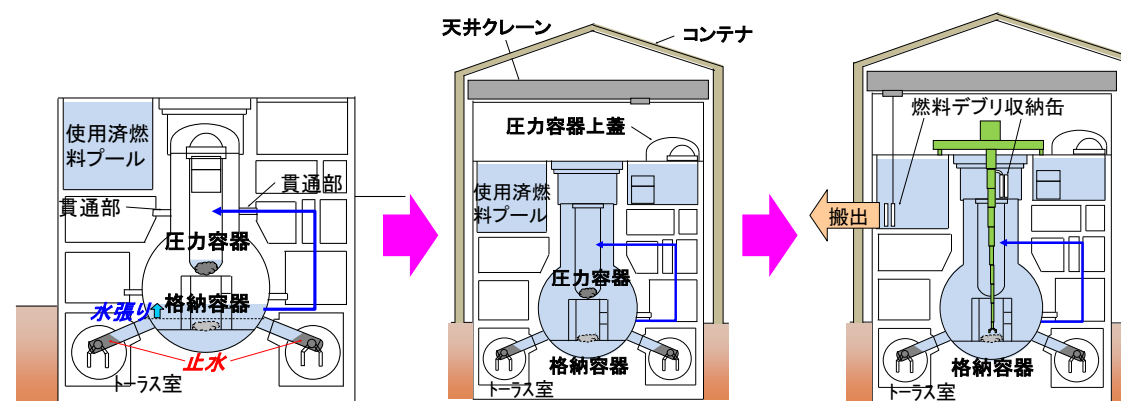 使用済燃
料プール
貫通部
貫通部
圧力容器
水張り
格納容器
止水
トーラス室
天井クレーン
コンテナ
圧力容器上蓋
使用済燃
料プール
圧力容器
格納容器
トーラス室
燃料デブリ収納缶
搬出
格納容器
トーラス室